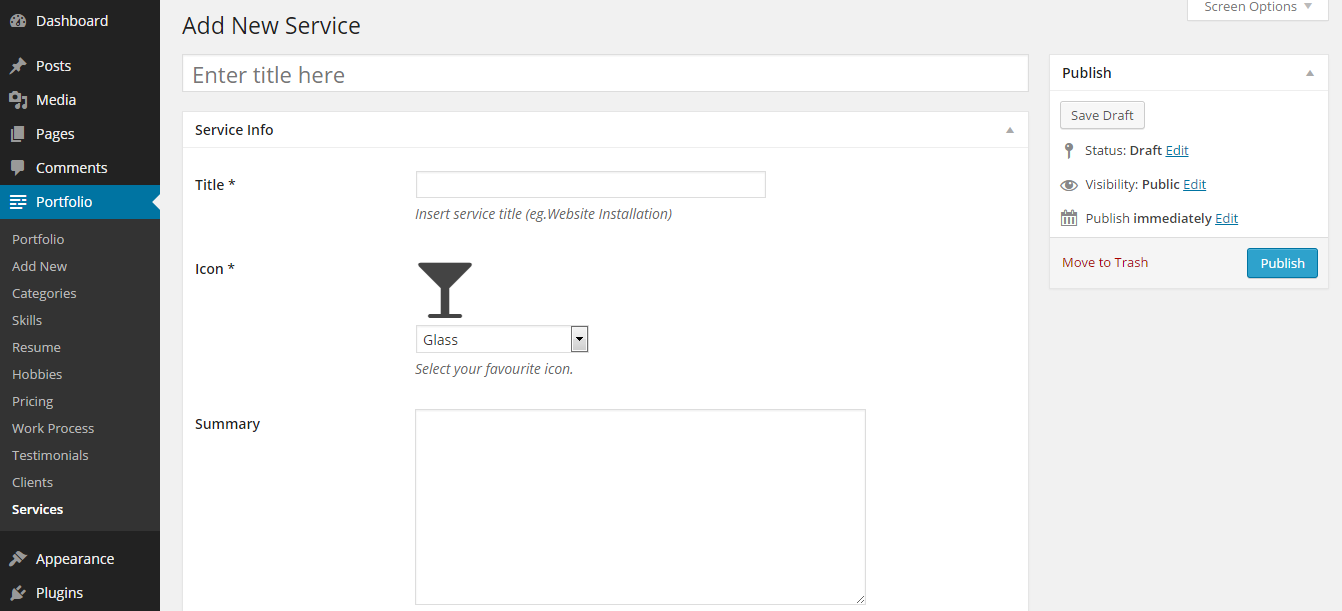 Dashboard
Posts
Media
Pages
Comments
Portfolio
Portfolio
Add New
Categories
Skills
Resume
Hobbies
Pricing
Work Process
Testimonials
Clients
Services
Appearance
Plugins
Screen Options
Add New Service
Enter title here
Service Info
Title *
Insert service title (eg.Website Installation)
Icon *
Glass
Select your favourite icon.
Summary
Publish
Save Draft
Status: Draft Edit
Visibility: Public Edit
Publish immediately Edit
Move to Trash
Publish